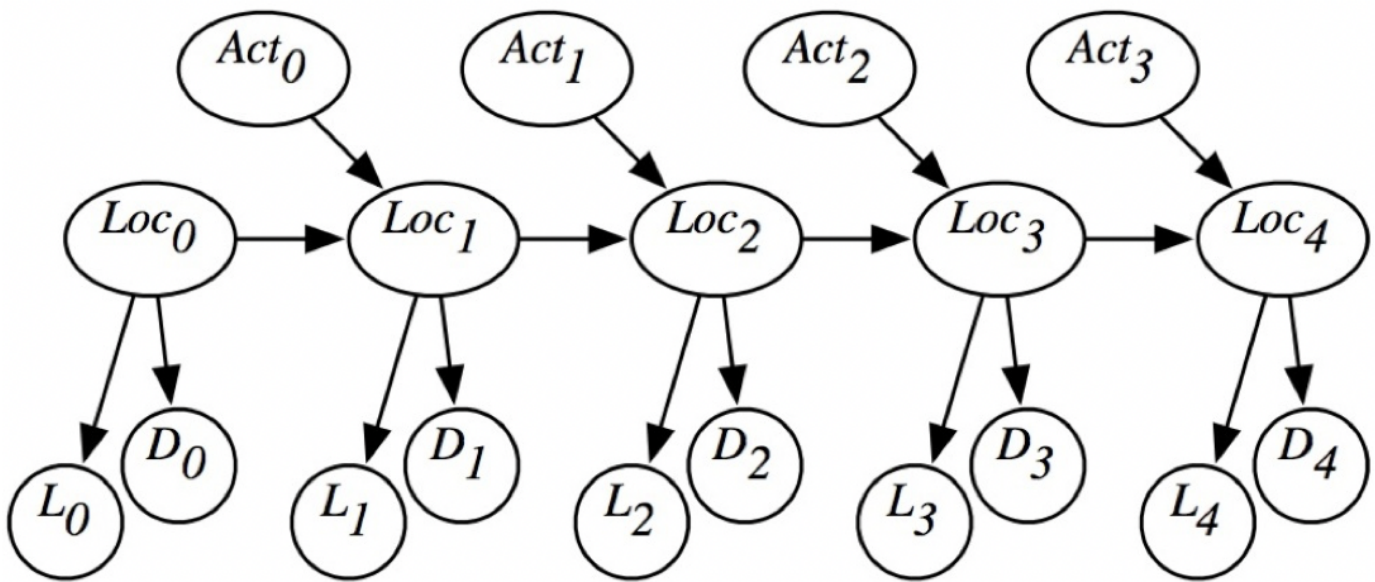 Act0 Act1 Act2 Act3
Loc0 Loc1 Loc2 Loc3 Loc4
D0 D1 D2 D3 D4
L0 L1 L2 L3 L4